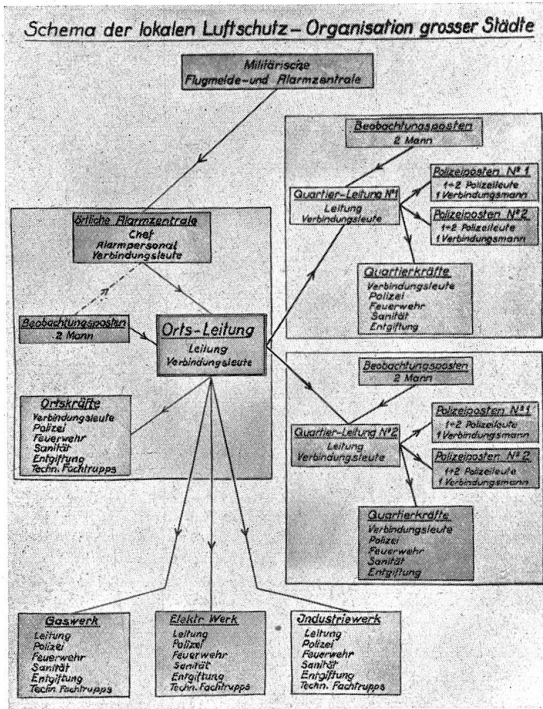 Schema der lokalen Luftschutz-Organisation grosser Städte
Militärische
Flugmelde-und Alarmzentrale
örtliche Alarmzentrale
Chef
Alarmpersonal
Verbindungsleute
Beobachtungsposten
2 Mann
Orts-Leitung
Leitung
Verbindungsleute
Ortskräfte
Verbindungsleute
Polizei
Feuerwehr
Sanität
Entgiftung
Techn. Fachtrupps
Beobachtungsposten
2 Mann
Quartier-Leitung Nº1
Leitung
Verbindungsleute
Polizeiposten Nº 1
1÷2 Polizeileute
1 Verbindungsmann
Polizeiposten Nº 2
1÷2 Polizeileute
1 Verbindungsmann
Quartierkräfte
Verbindungsleute
Polizei
Feuerwehr
Sanität
Entgiftung
Beobachtungsposten
2 Mann
Quartier-Leitung Nº2
Leitung
Verbindungsleute
Polizeiposten Nº 1
1÷2 Polizeileute
1 Verbindungsmann
Polizeiposten Nº 2
1÷2 Polizeileute
1 Verbindungsmann
Quartierkräfte
Verbindungsleute
Polizei
Feuerwehr
Sanität
Entgiftung
Gaswerk
Leitung
Polizei
Feuerwehr
Sanität
Entgiftung
Techn. Fachtrupps
Elektr. Werk
Leitung
Polizei
Feuerwehr
Sanität
Entgiftung
Techn. Fachtrupps
Industriewerk
Leitung
Polizei
Feuerwehr
Sanität
Entgiftung
Techn. Fachtrupps